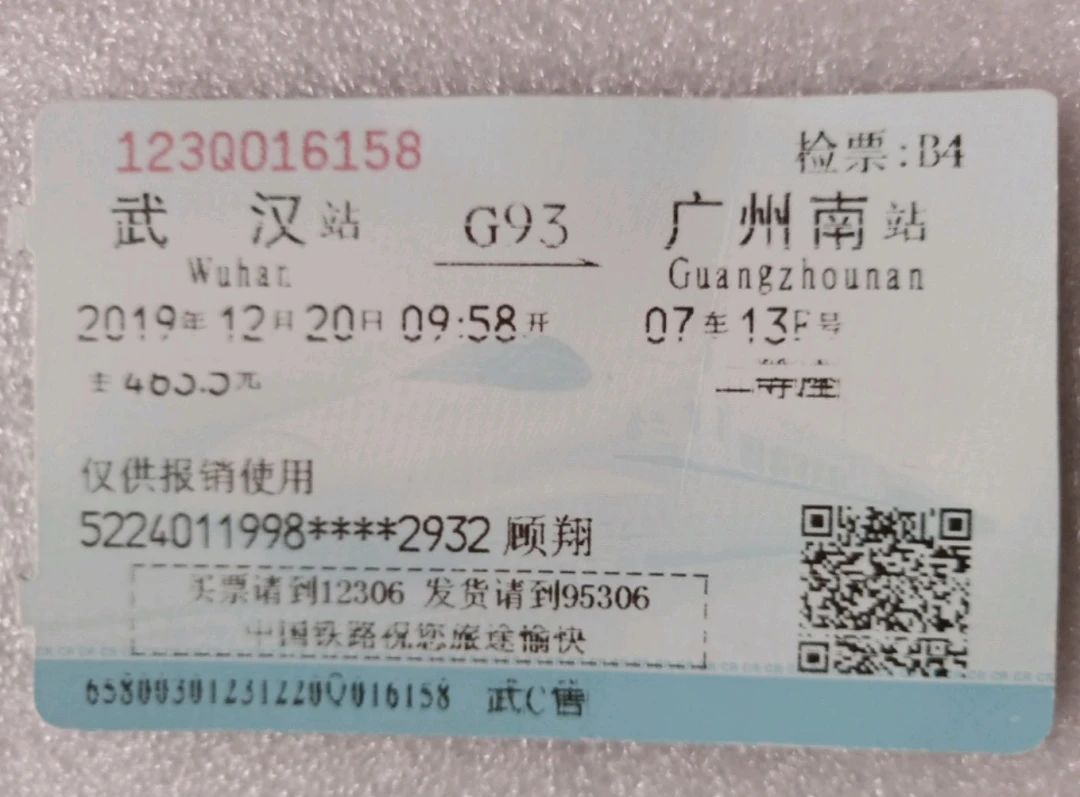 123Q016158 检票:B4
武汉站 G93 广州南站
Wuhan Guangzhounan
2019年12月20日09:58开 07车13F号
元 二等座
仅供报销使用
5224011998****2932 顾翔
买票请到12306 发货请到95306
中国铁路祝您旅途愉快
65800301231220Q016158 武C售